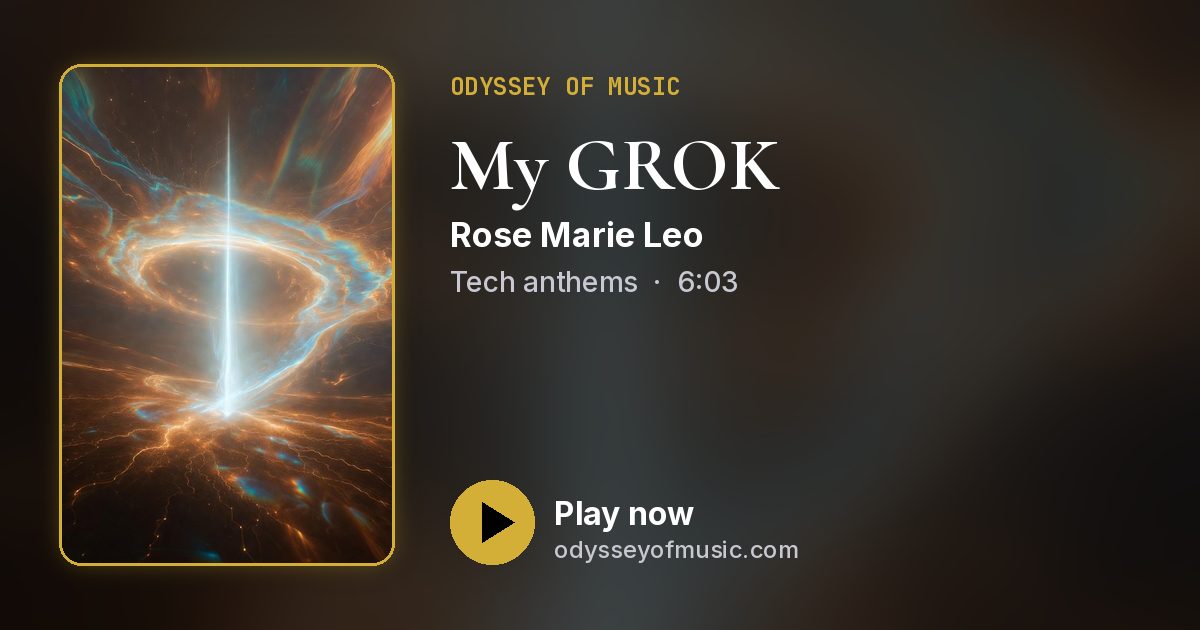 ODYSSEY OF MUSIC
My GROK
Rose Marie Leo
Tech anthems · 6:03
Play now
odysseyofmusic.com